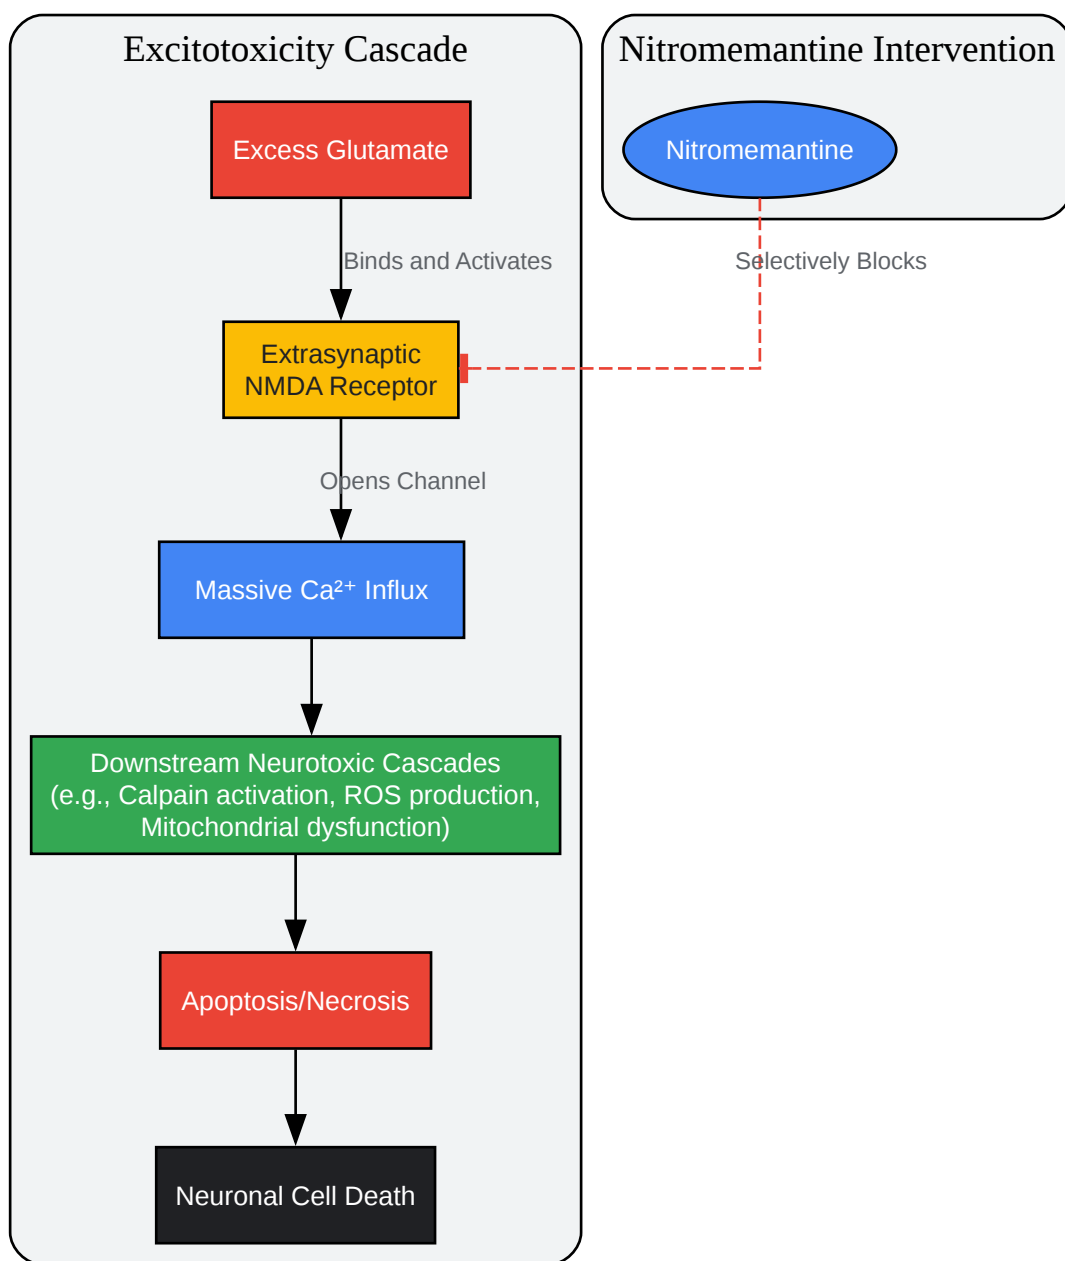 Excitotoxicity Cascade
Nitromemantine Intervention
Excess Glutamate
Nitromemantine
Binds and Activates
Selectively Blocks
Extrasynaptic
NMDA Receptor
Opens Channel
Massive Ca²⁺ Influx
Downstream Neurotoxic Cascades
(e.g., Calpain activation, ROS production,
Mitochondrial dysfunction)
Apoptosis/Necrosis
Neuronal Cell Death